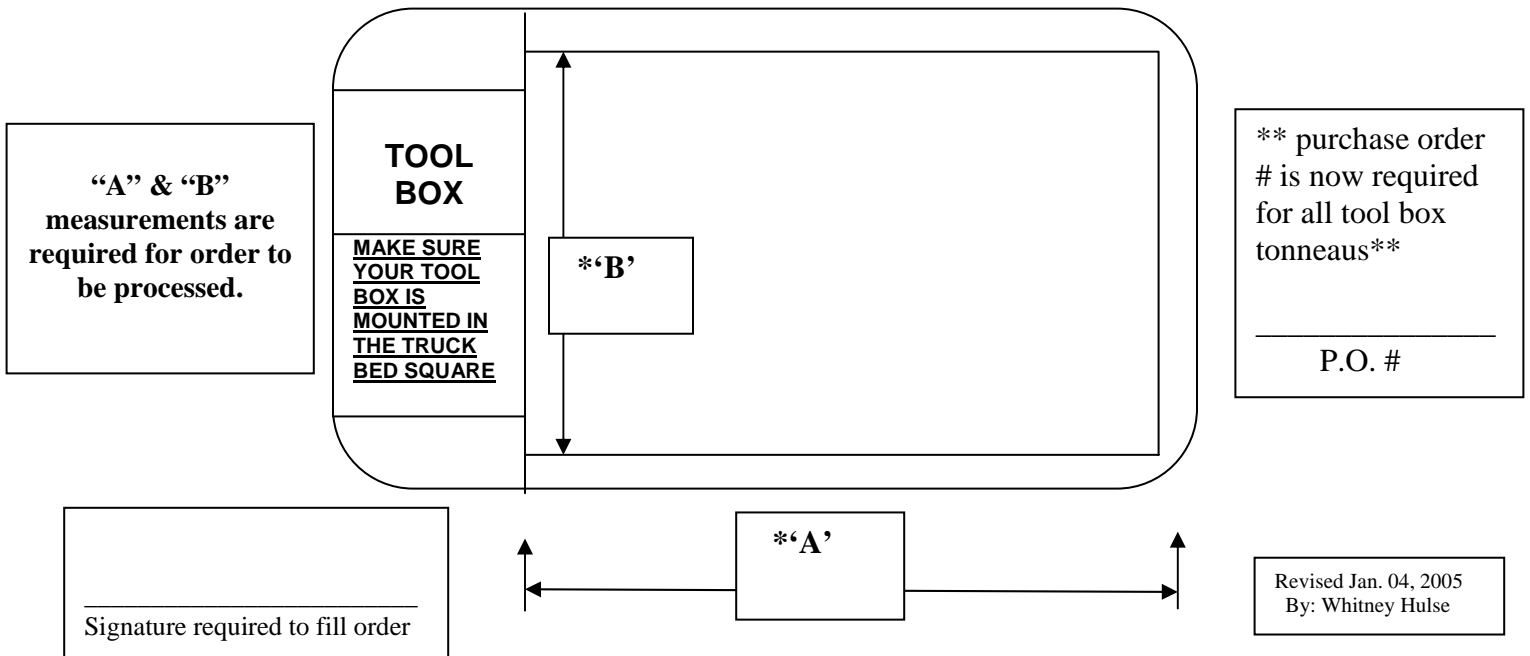 “A” & “B”
measurements are
required for order to
be processed.
TOOL
BOX
MAKE SURE
YOUR TOOL
BOX IS
MOUNTED IN
THE TRUCK
BED SQUARE
*‘B’
** purchase order
# is now required
for all tool box
tonneaus**
_______________
P.O. #
_________________________
Signature required to fill order
*‘A’
Revised Jan. 04, 2005
By: Whitney Hulse